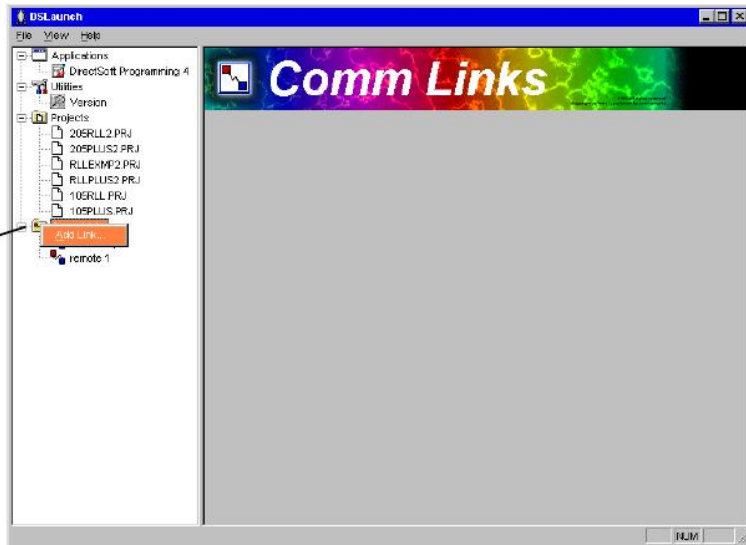 DSLaunch
File View Help
Applications
DirectSoft Programming 4
Utilities
Version
Projects
205RLL2.PRJ
205PLUS2.PRJ
RLLEXMP2.PRJ
RLLPLUS2.PRJ
105RLL.PRJ
105PLUS.PRJ
Add Link...
remote 1
Comm Links
NUM